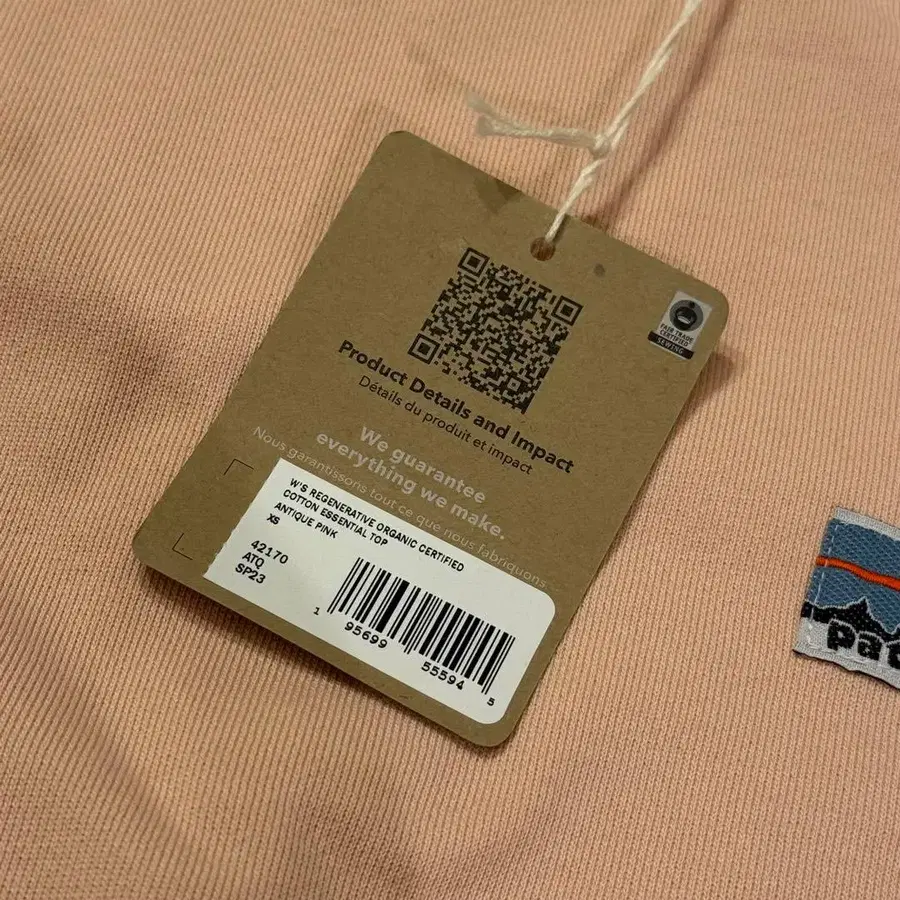 FAIR TRADE
CERTIFIED
SEWING
Product Details and Impact
Détails du produit et impact
We guarantee
everything we make.
Nous garantissons tout ce que nous fabriquons
W'S REGENERATIVE ORGANIC CERTIFIED
COTTON ESSENTIAL TOP
ANTIQUE PINK
XS
42170
ATQ
SP23
1 95699 55594 5
pat